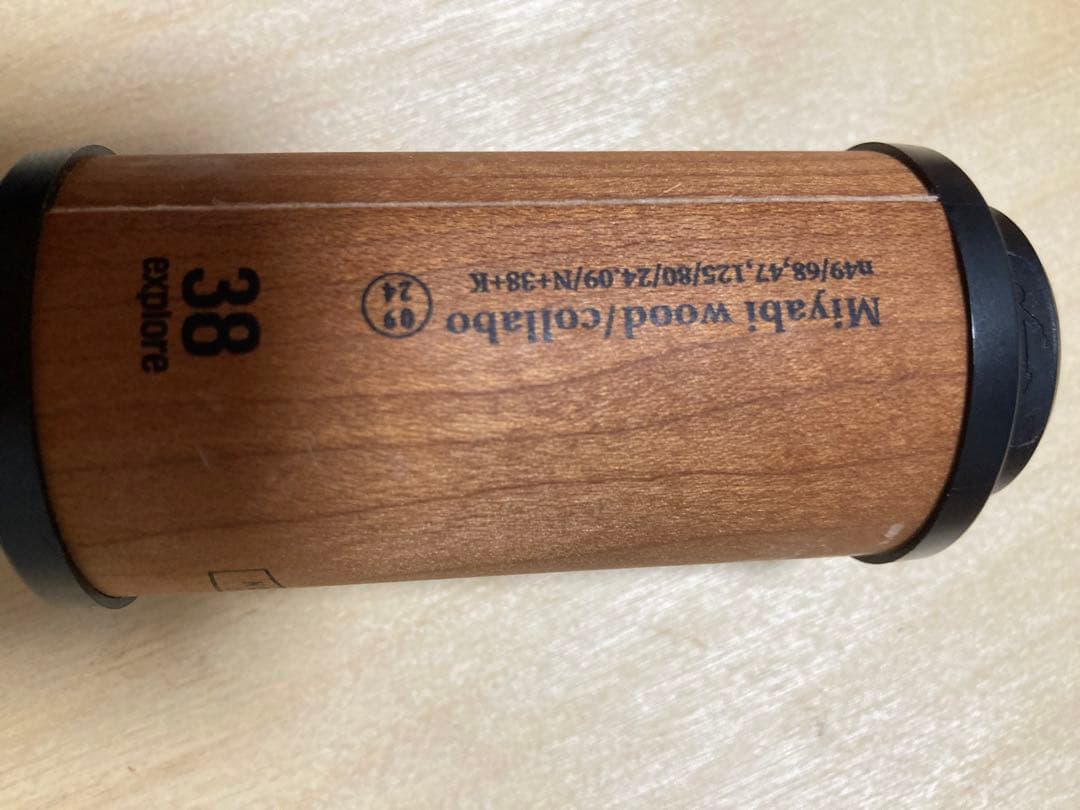 Miyabi wood/collabo
n49/68,47,125/80/24.09/N+38+K
09
24
38
explore